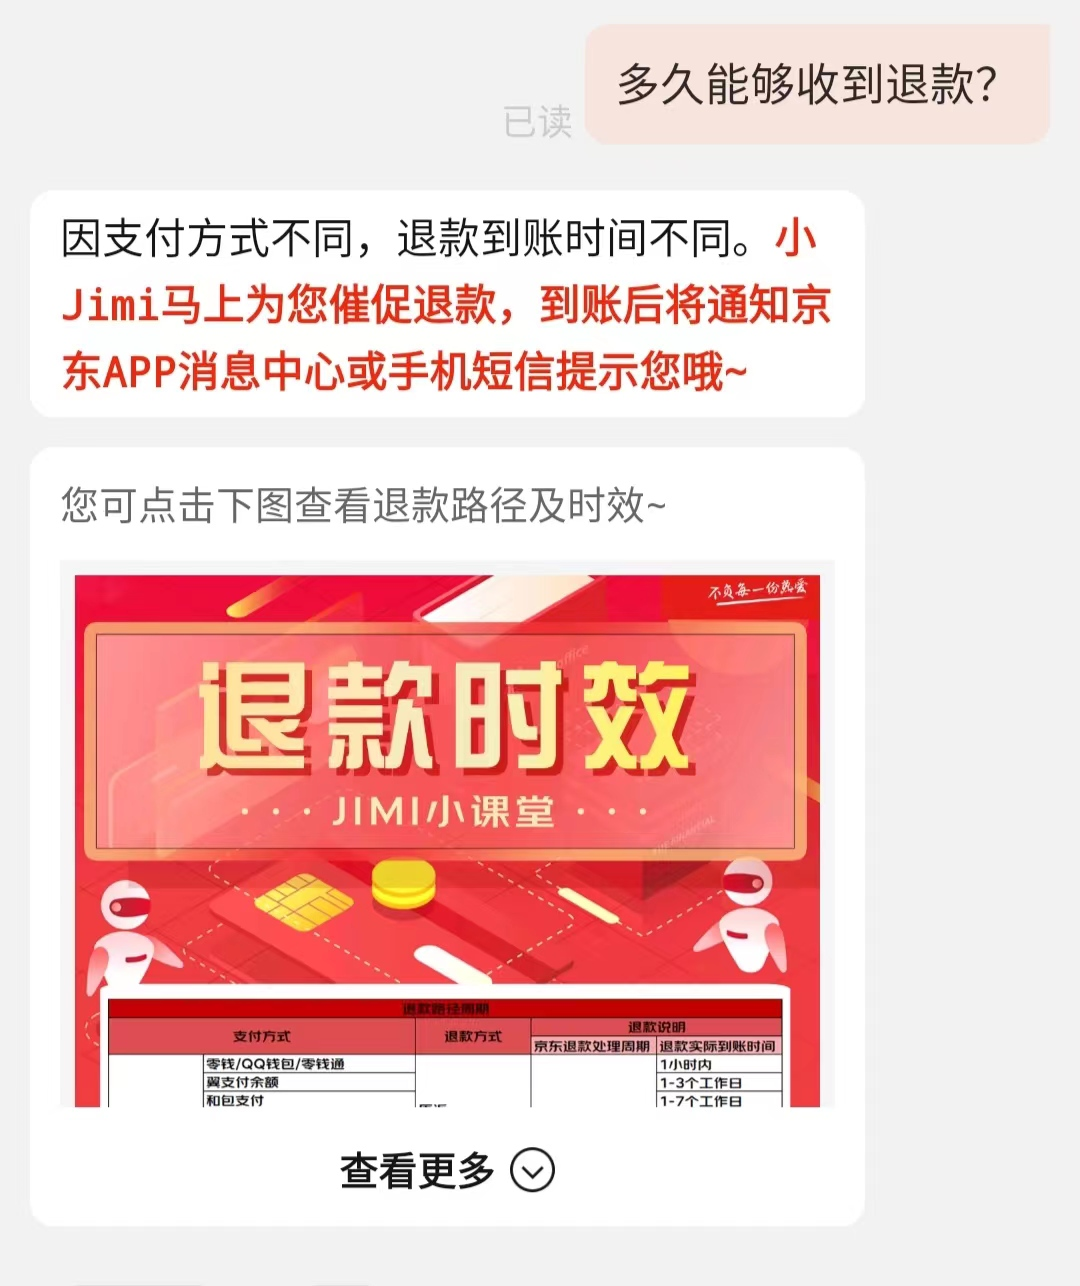 多久能够收到退款?
已读
因支付方式不同，退款到账时间不同。小
Jimi马上为您催促退款，到账后将通知京
东APP消息中心或手机短信提示您哦~
您可点击下图查看退款路径及时效~
不负每一份热爱
office
退款时效
···JIMI小课堂···
THE FINANCIAL
退款路径周期
支付方式 退款方式 退款说明
京东退款处理周期 退款实际到账时间
零钱/QQ钱包/零钱通 1小时内
翼支付余额 1-3个工作日
和包支付 1-7个工作日
查看更多